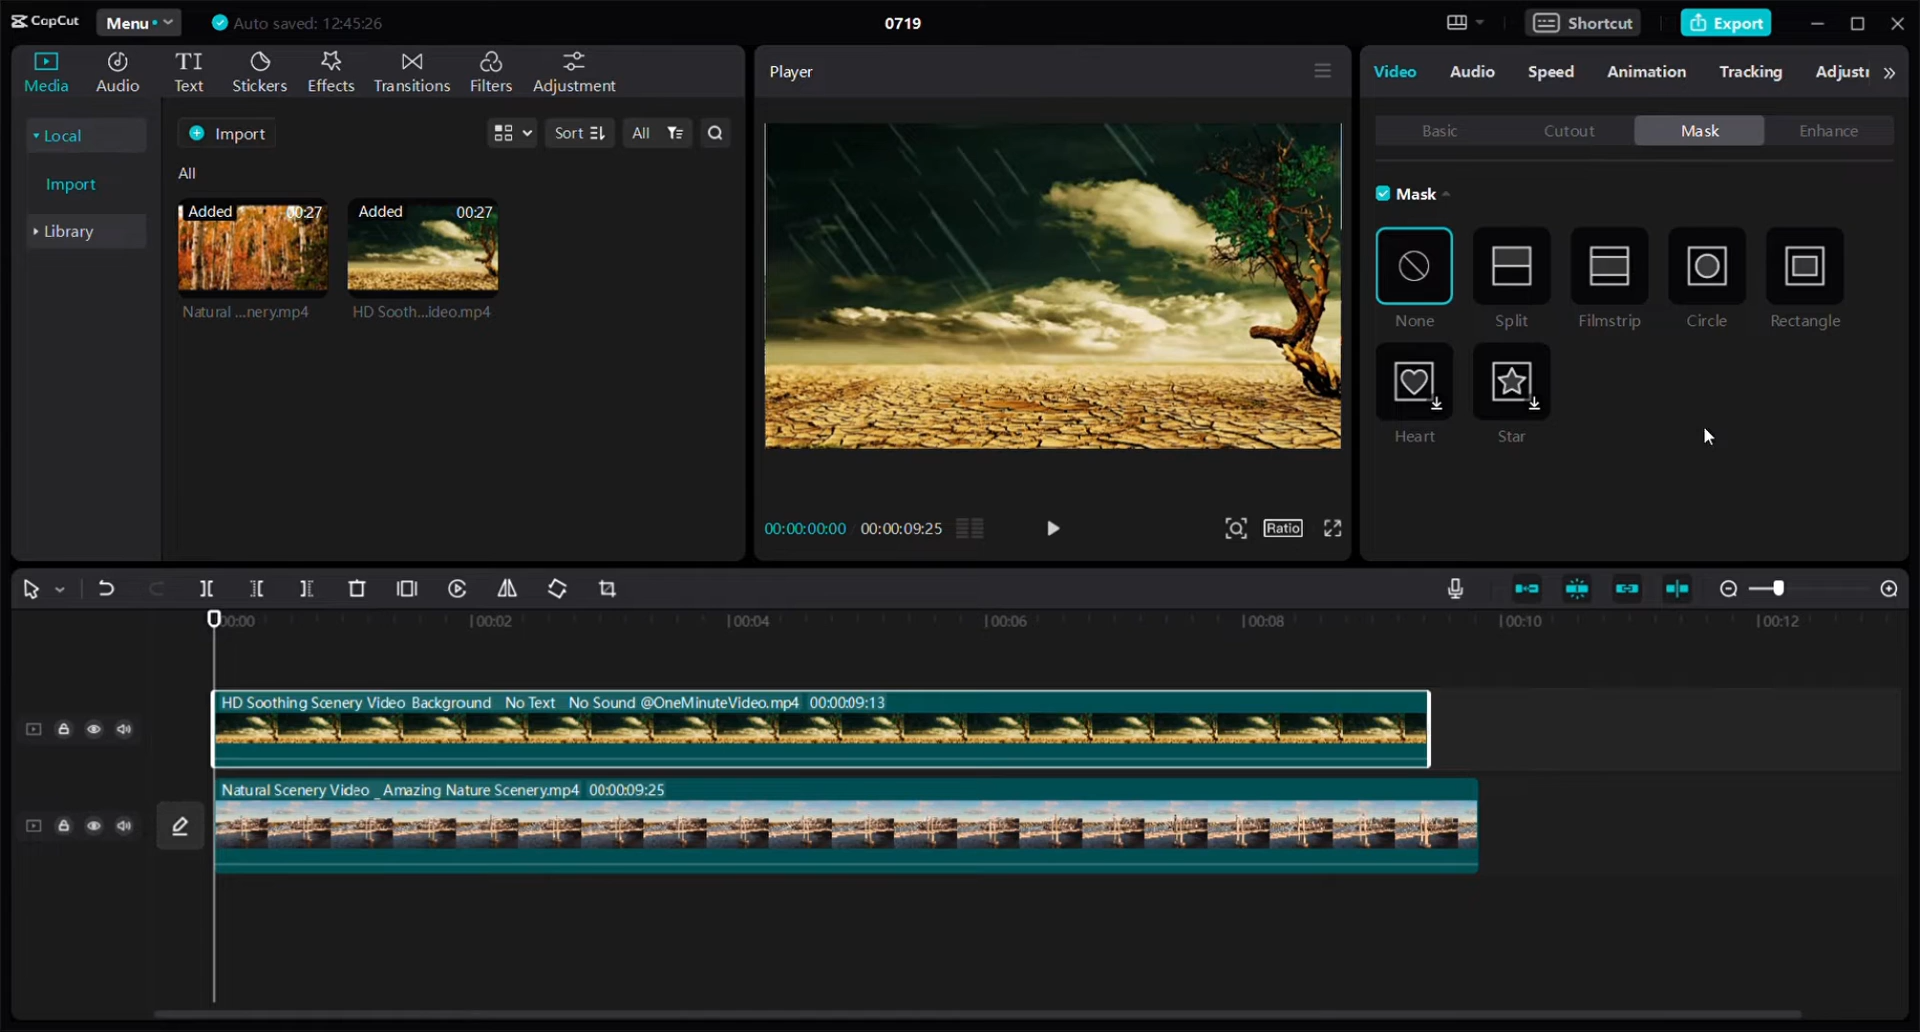 CapCut
Menu
Auto saved: 12:45:26
0719
Shortcut
Export
Media
Audio
Text
Stickers
Effects
Transitions
Filters
Adjustment
Local
Import
Library
Import
Sort
All
All
Added 00:27
Natural ...nery.mp4
Added 00:27
HD Sooth...ideo.mp4
Player
00:00:00:00 00:00:09:25
Ratio
Video
Audio
Speed
Animation
Tracking
Adjust
Basic
Cutout
Mask
Enhance
Mask
None
Split
Filmstrip
Circle
Rectangle
Heart
Star
00:00
00:02
00:04
00:06
00:08
00:10
00:12
HD Soothing Scenery Video Background No Text No Sound @OneMinuteVideo.mp4 00:00:09:13
Natural Scenery Video _Amazing Nature Scenery.mp4 00:00:09:25